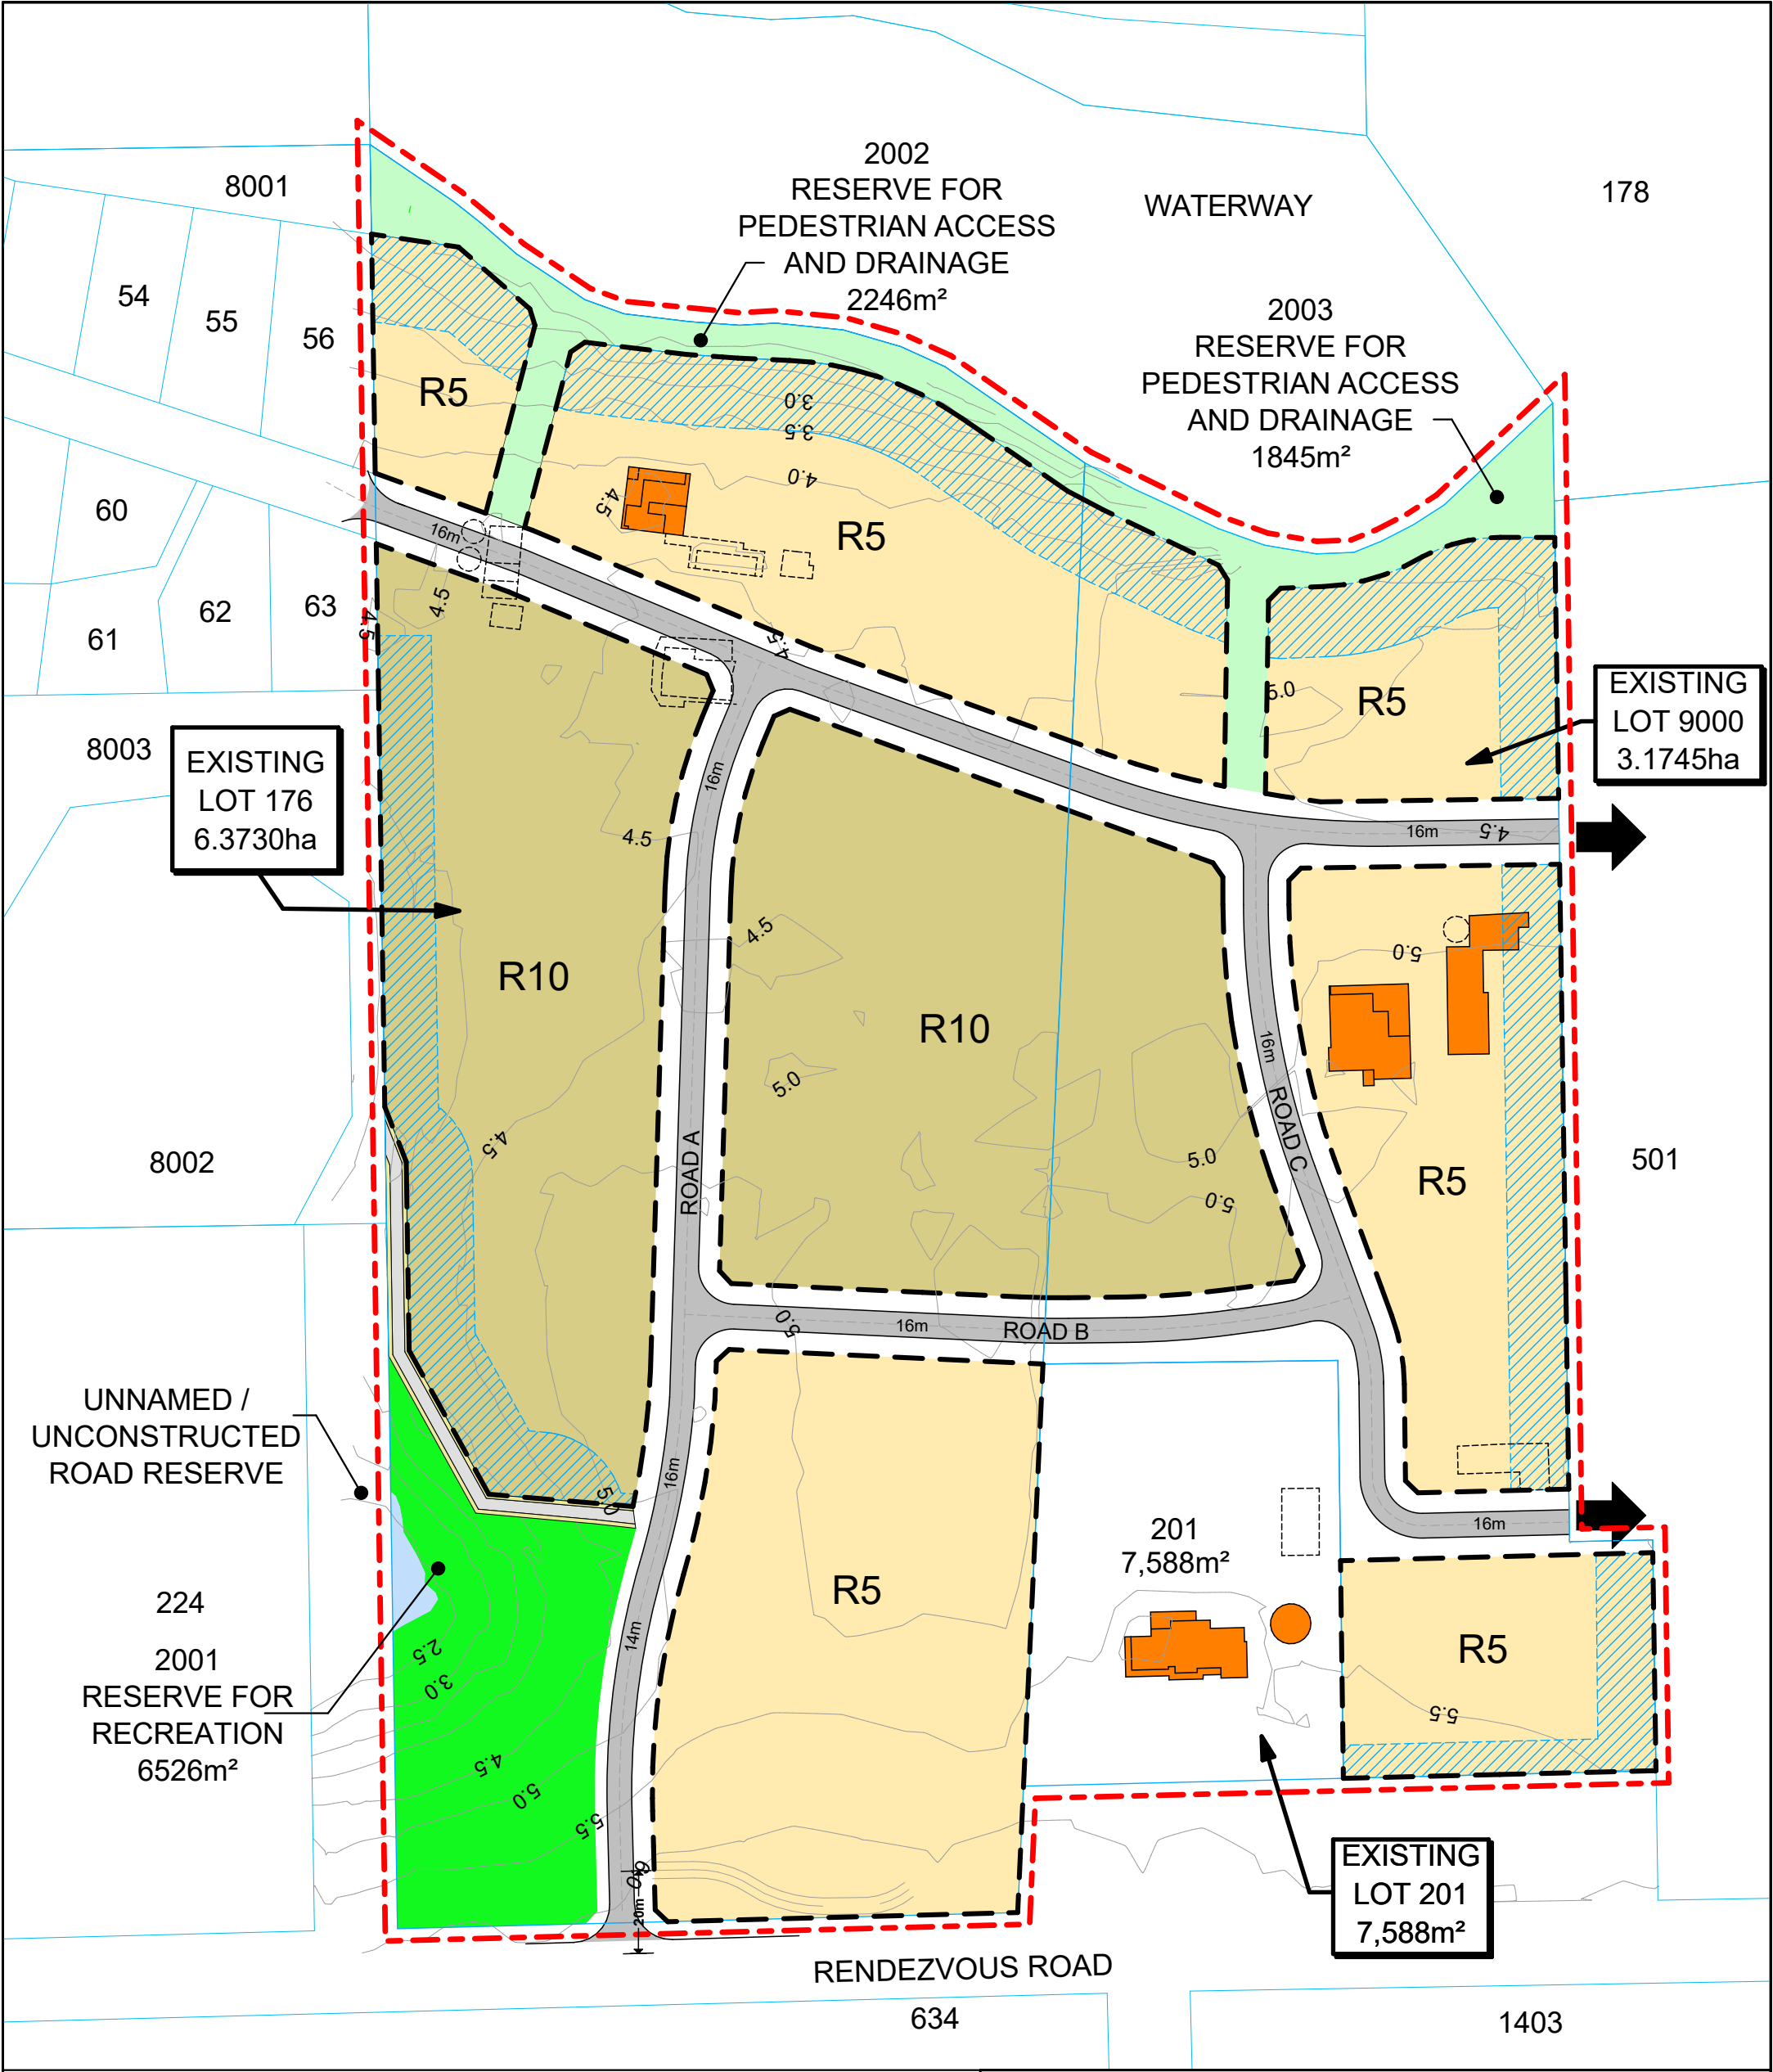 2002
RESERVE FOR
PEDESTRIAN ACCESS
AND DRAINAGE
2246m²
WATERWAY
178
8001
54
55
56
2003
RESERVE FOR
PEDESTRIAN ACCESS
AND DRAINAGE
1845m²
R5
3.0
3.5
4.0
4.5
R5
60
61
62
63
16m
4.5
4.5
4.5
5.0
R5
EXISTING
LOT 9000
3.1745ha
8003
EXISTING
LOT 176
6.3730ha
16m
4.5
16m
4.5
4.5
5.0
R10
R10
5.0
16m
ROAD C
ROAD A
4.5
5.0
5.0
R5
8002
501
5.0
16m
ROAD B
UNNAMED /
UNCONSTRUCTED
ROAD RESERVE
16m
5.0
16m
201
7,588m²
R5
14m
224
2001
RESERVE FOR
RECREATION
6526m²
2.5
3.0
4.5
5.0
5.5
R5
5.5
6.0
20m
EXISTING
LOT 201
7,588m²
RENDEZVOUS ROAD
634
1403